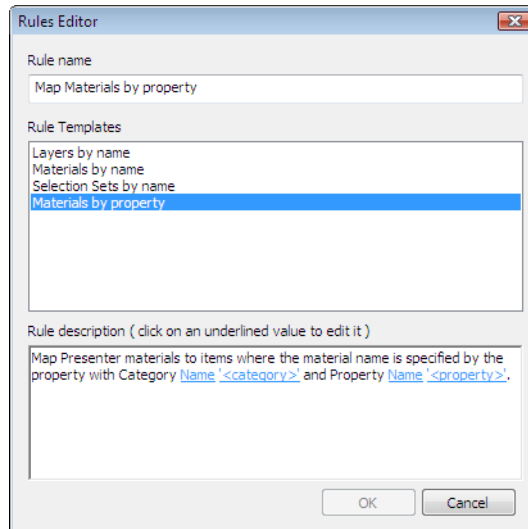 Rules Editor
Rule name
Map Materials by property
Rule Templates
Layers by name
Materials by name
Selection Sets by name
Materials by property
Rule description ( click on an underlined value to edit it )
Map Presenter materials to items where the material name is specified by the
property with Category Name '<category>' and Property Name '<property>'.
OK
Cancel